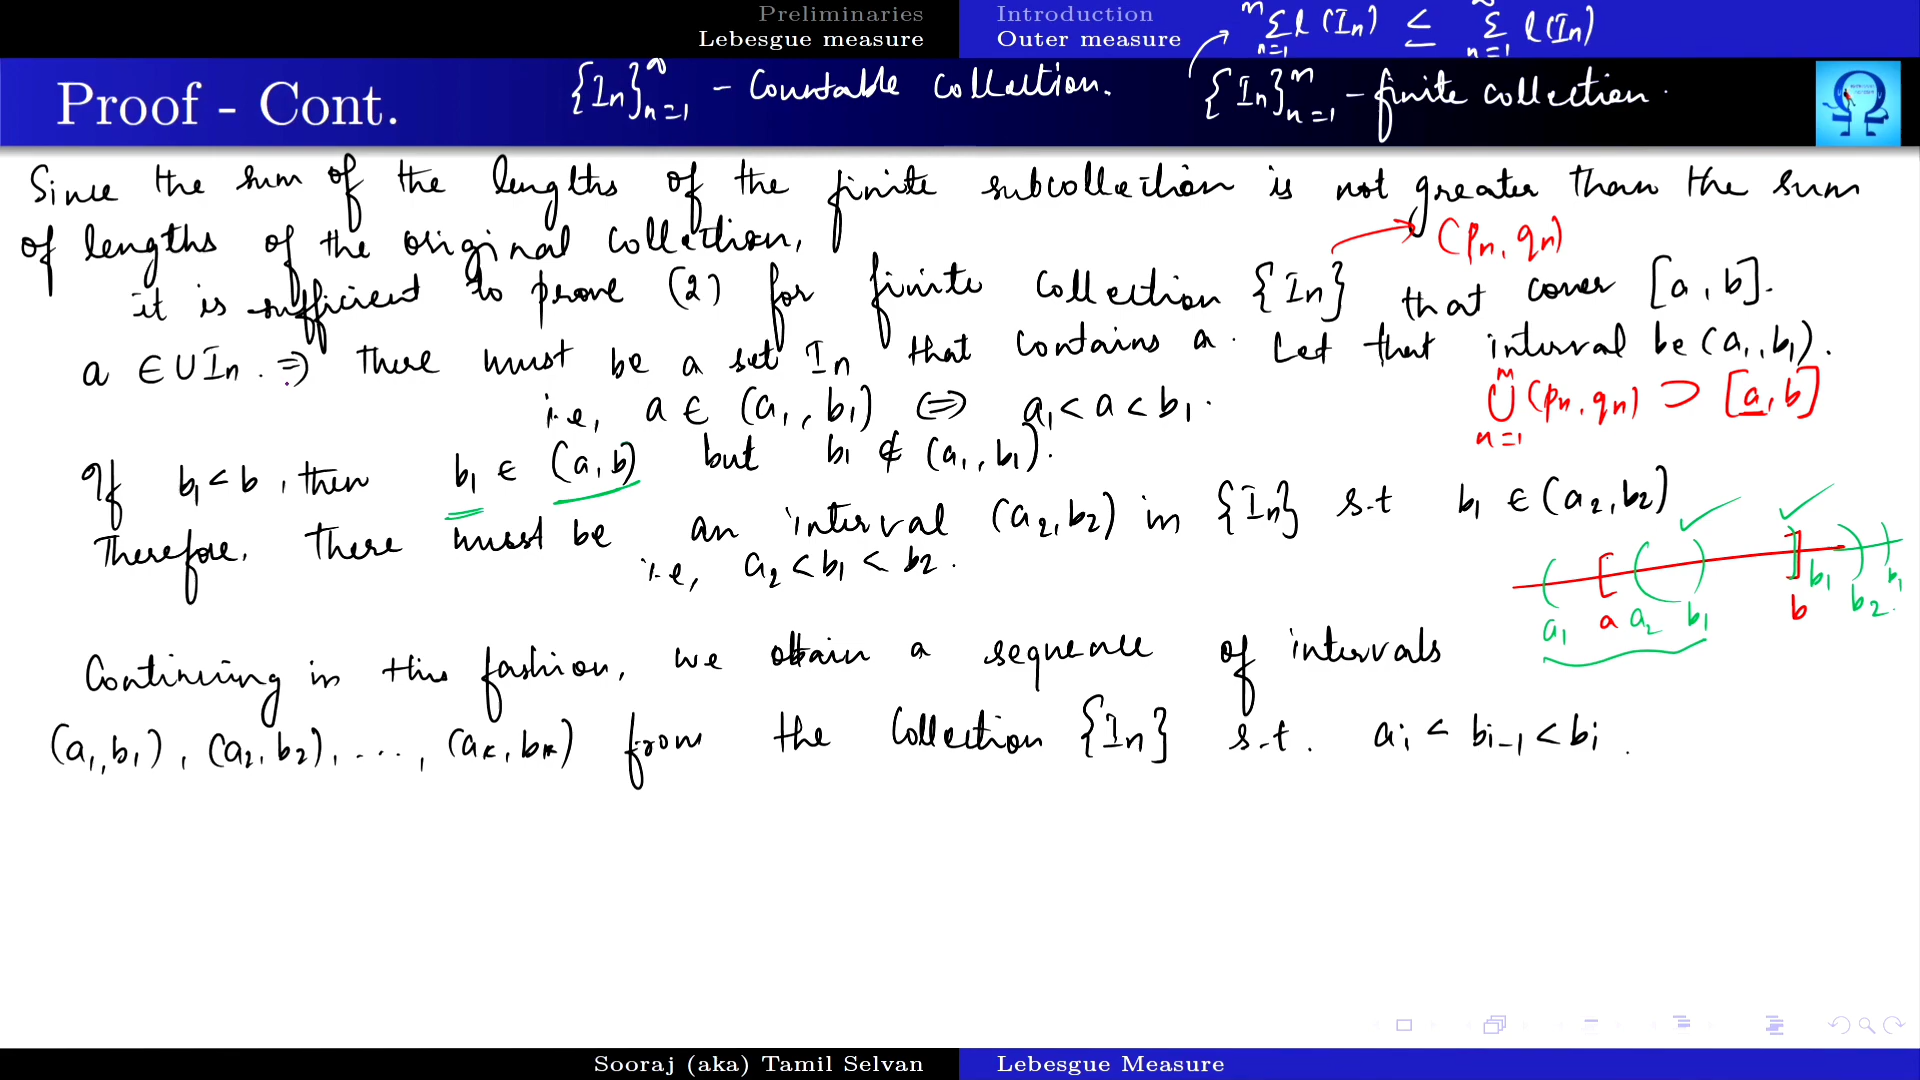 Preliminaries
Lebesgue measure
Introduction
Outer measure
m Σ n=1 l(In) ≤ Σ n=1 l(In)
Proof - Cont.
{In}∞n=1 - Countable collection.
{In}mn=1 - finite collection.
Since the sum of the lengths of the finite subcollection is not greater than the sum
of lengths of the original collection,
(pn, qn)
it is sufficient to prove (2) for finite collection {In} that cover [a, b].
a ∈ ∪ In. ⇒ there must be a set In that contains a. Let that interval be (a1, b1).
i.e, a ∈ (a1, b1) ⇔ a1 < a < b1.
m ∪ n=1 (pn, qn) ⊃ [a, b]
If b1 < b, then b1 ∈ (a, b) but b1 ∉ (a1, b1).
Therefore, there must be an interval (a2, b2) in {In} s.t b1 ∈ (a2, b2)
i.e, a2 < b1 < b2.
a1 a a2 b1 b b1 b2. b1
Continuing in this fashion, we obtain a sequence of intervals
(a1, b1), (a2, b2), ...., (ak, bk) from the collection {In} s.t. ai < bi-1 < bi.
Sooraj (aka) Tamil Selvan
Lebesgue Measure